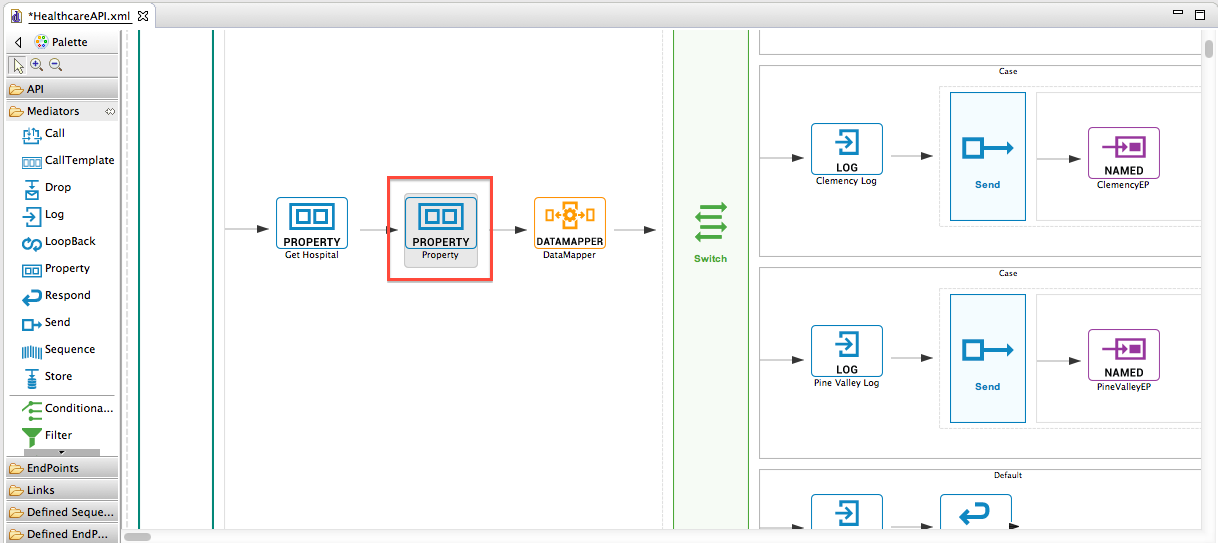 *HealthcareAPI.xml
Palette
API
Mediators
Call
CallTemplate
Drop
Log
LoopBack
Property
Respond
Send
Sequence
Store
Conditiona...
Filter
EndPoints
Links
Defined Seque...
Defined EndP...
PROPERTY
Get Hospital
PROPERTY
Property
DATAMAPPER
DataMapper
Switch
Case
LOG
Clemency Log
Send
NAMED
ClemencyEP
Case
LOG
Pine Valley Log
Send
NAMED
PineValleyEP
Default